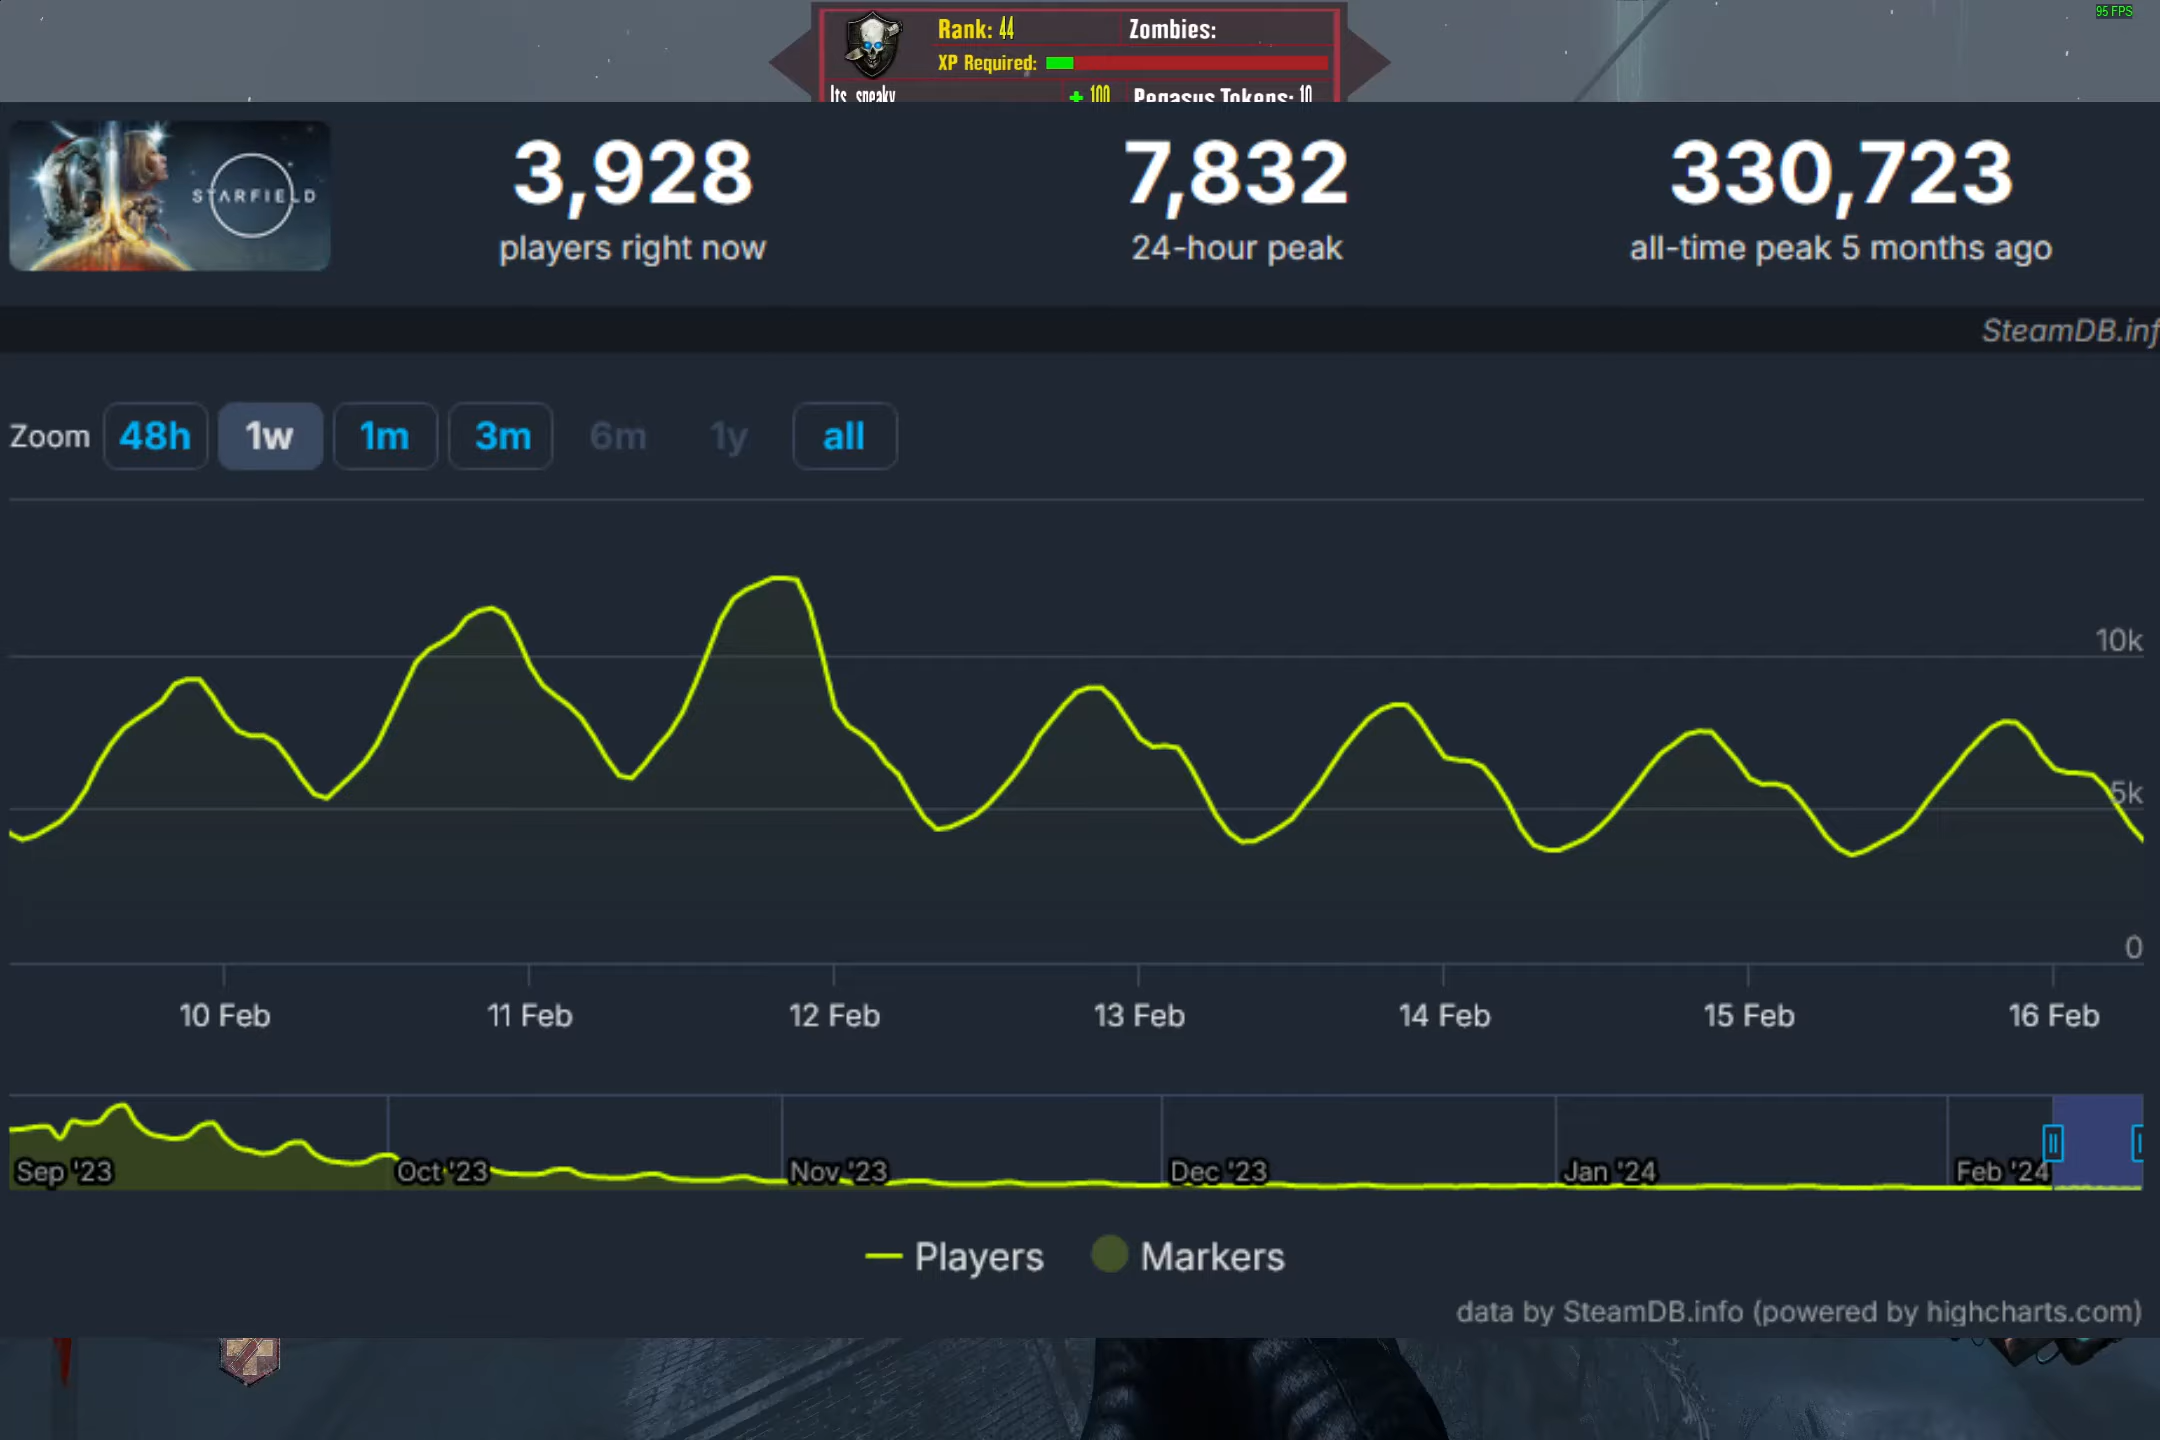 95 FPS
Rank: 44
Zombies:
XP Required:
Its_sneaky
+ 100
Pegasus Tokens: 10
STARFIELD
3,928
players right now
7,832
24-hour peak
330,723
all-time peak 5 months ago
SteamDB.inf
Zoom 48h 1w 1m 3m 6m 1y all
10k
5k
0
10 Feb 11 Feb 12 Feb 13 Feb 14 Feb 15 Feb 16 Feb
Sep '23 Oct '23 Nov '23 Dec '23 Jan '24 Feb '24
Players Markers
data by SteamDB.info (powered by highcharts.com)